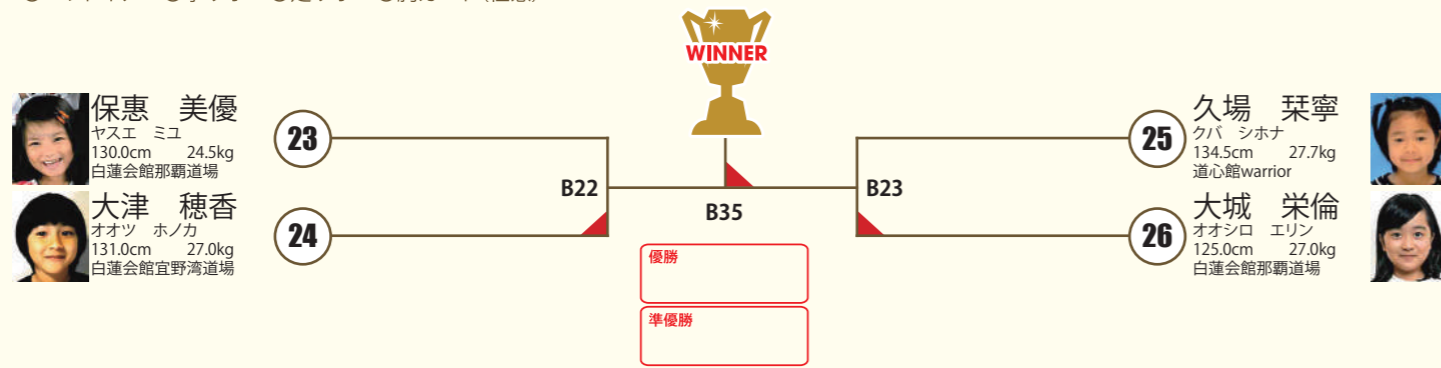 WINNER
保惠 美優
ヤスエ ミユ
130.0cm 24.5kg
白蓮会館那覇道場
23
大津 穂香
オオツ ホノカ
131.0cm 27.0kg
白蓮会館宜野湾道場
24
B22
B35
B23
25
久場 栞寧
クバ シホナ
134.5cm 27.7kg
道心館warrior
26
大城 栄倫
オオシロ エリン
125.0cm 27.0kg
白蓮会館那覇道場
優勝
準優勝